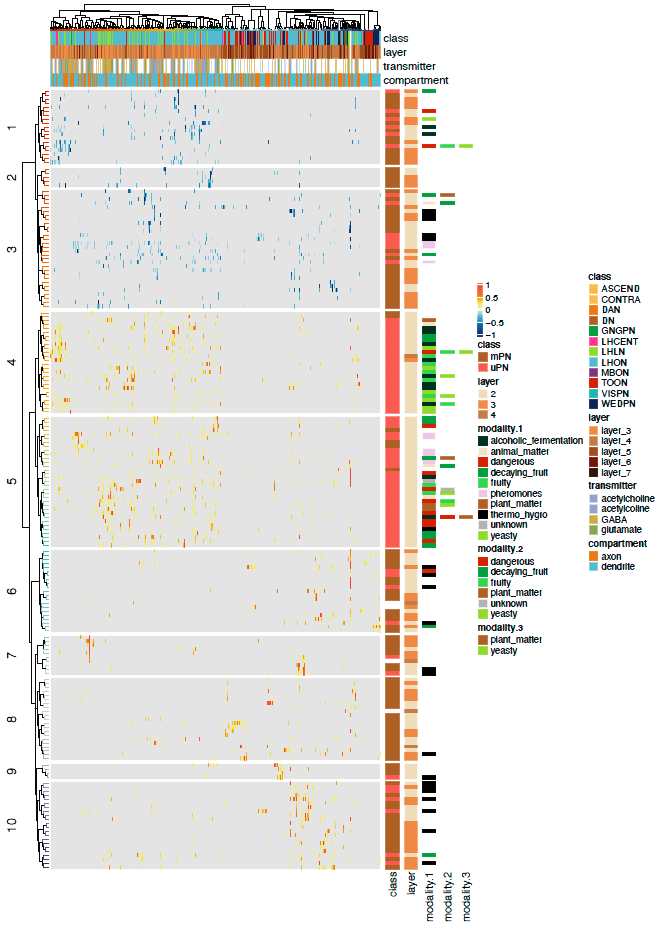 class
layer
transmitter
compartment
1
2
3
4
5
6
7
8
9
10
class
layer
modality.1
modality.2
modality.3
1
0.5
0
−0.5
−1
class
mPN
uPN
layer
2
3
4
modality.1
alcoholic_fermentation
animal_matter
dangerous
decaying_fruit
fruity
pheromones
plant_matter
thermo_hygro
unknown
yeasty
modality.2
dangerous
decaying_fruit
fruity
plant_matter
unknown
yeasty
modality.3
plant_matter
yeasty
class
ASCEND
CONTRA
DAN
DN
GNGPN
LHCENT
LHLN
LHON
MBON
TOON
VISPN
WEDPN
layer
layer_3
layer_4
layer_5
layer_6
layer_7
transmitter
acetylcholine
acetylcoline
GABA
glutamate
compartment
axon
dendrite